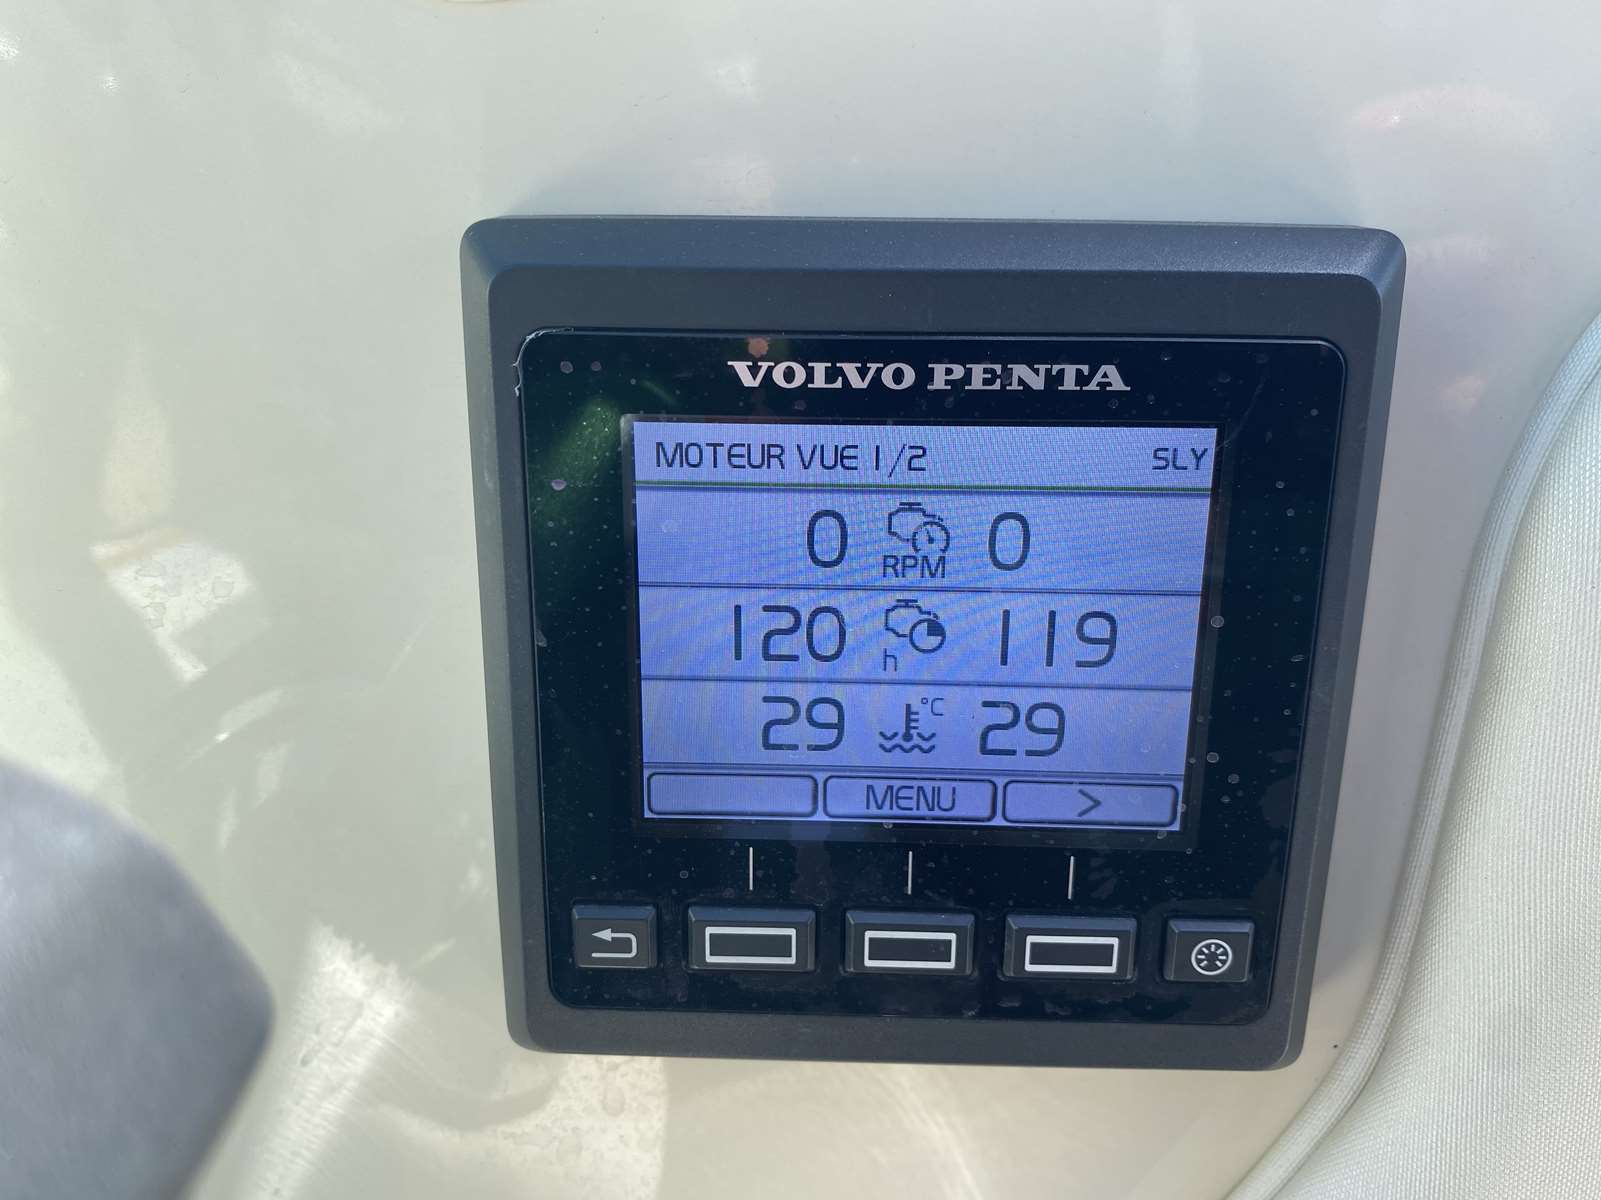 VOLVO PENTA
MOTEUR VUE 1/2 SLY
0 RPM 0
120 h 119
29 °C 29
MENU >